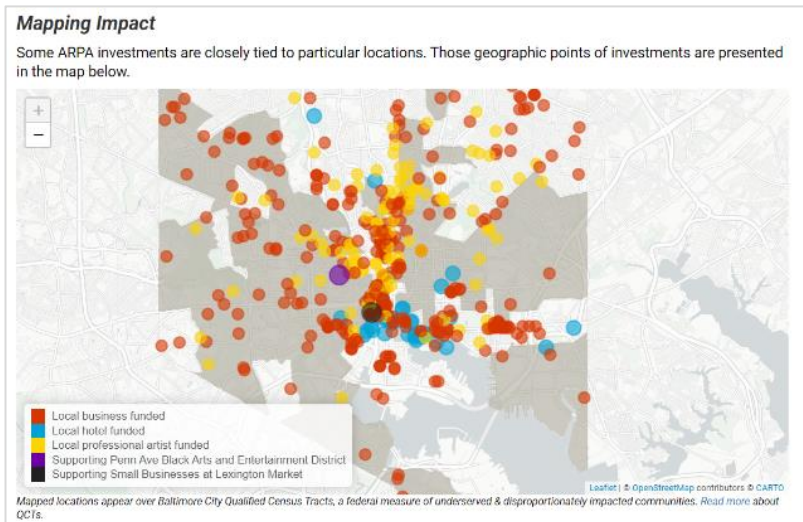 Mapping Impact
Some ARPA investments are closely tied to particular locations. Those geographic points of investments are presented
in the map below.
+
−
Local business funded
Local hotel funded
Local professional artist funded
Supporting Penn Ave Black Arts and Entertainment District
Supporting Small Businesses at Lexington Market
Leaflet | © OpenStreetMap contributors © CARTO
Mapped locations appear over Baltimore City Qualified Census Tracts, a federal measure of underserved & disproportionately impacted communities. Read more about
QCTs.